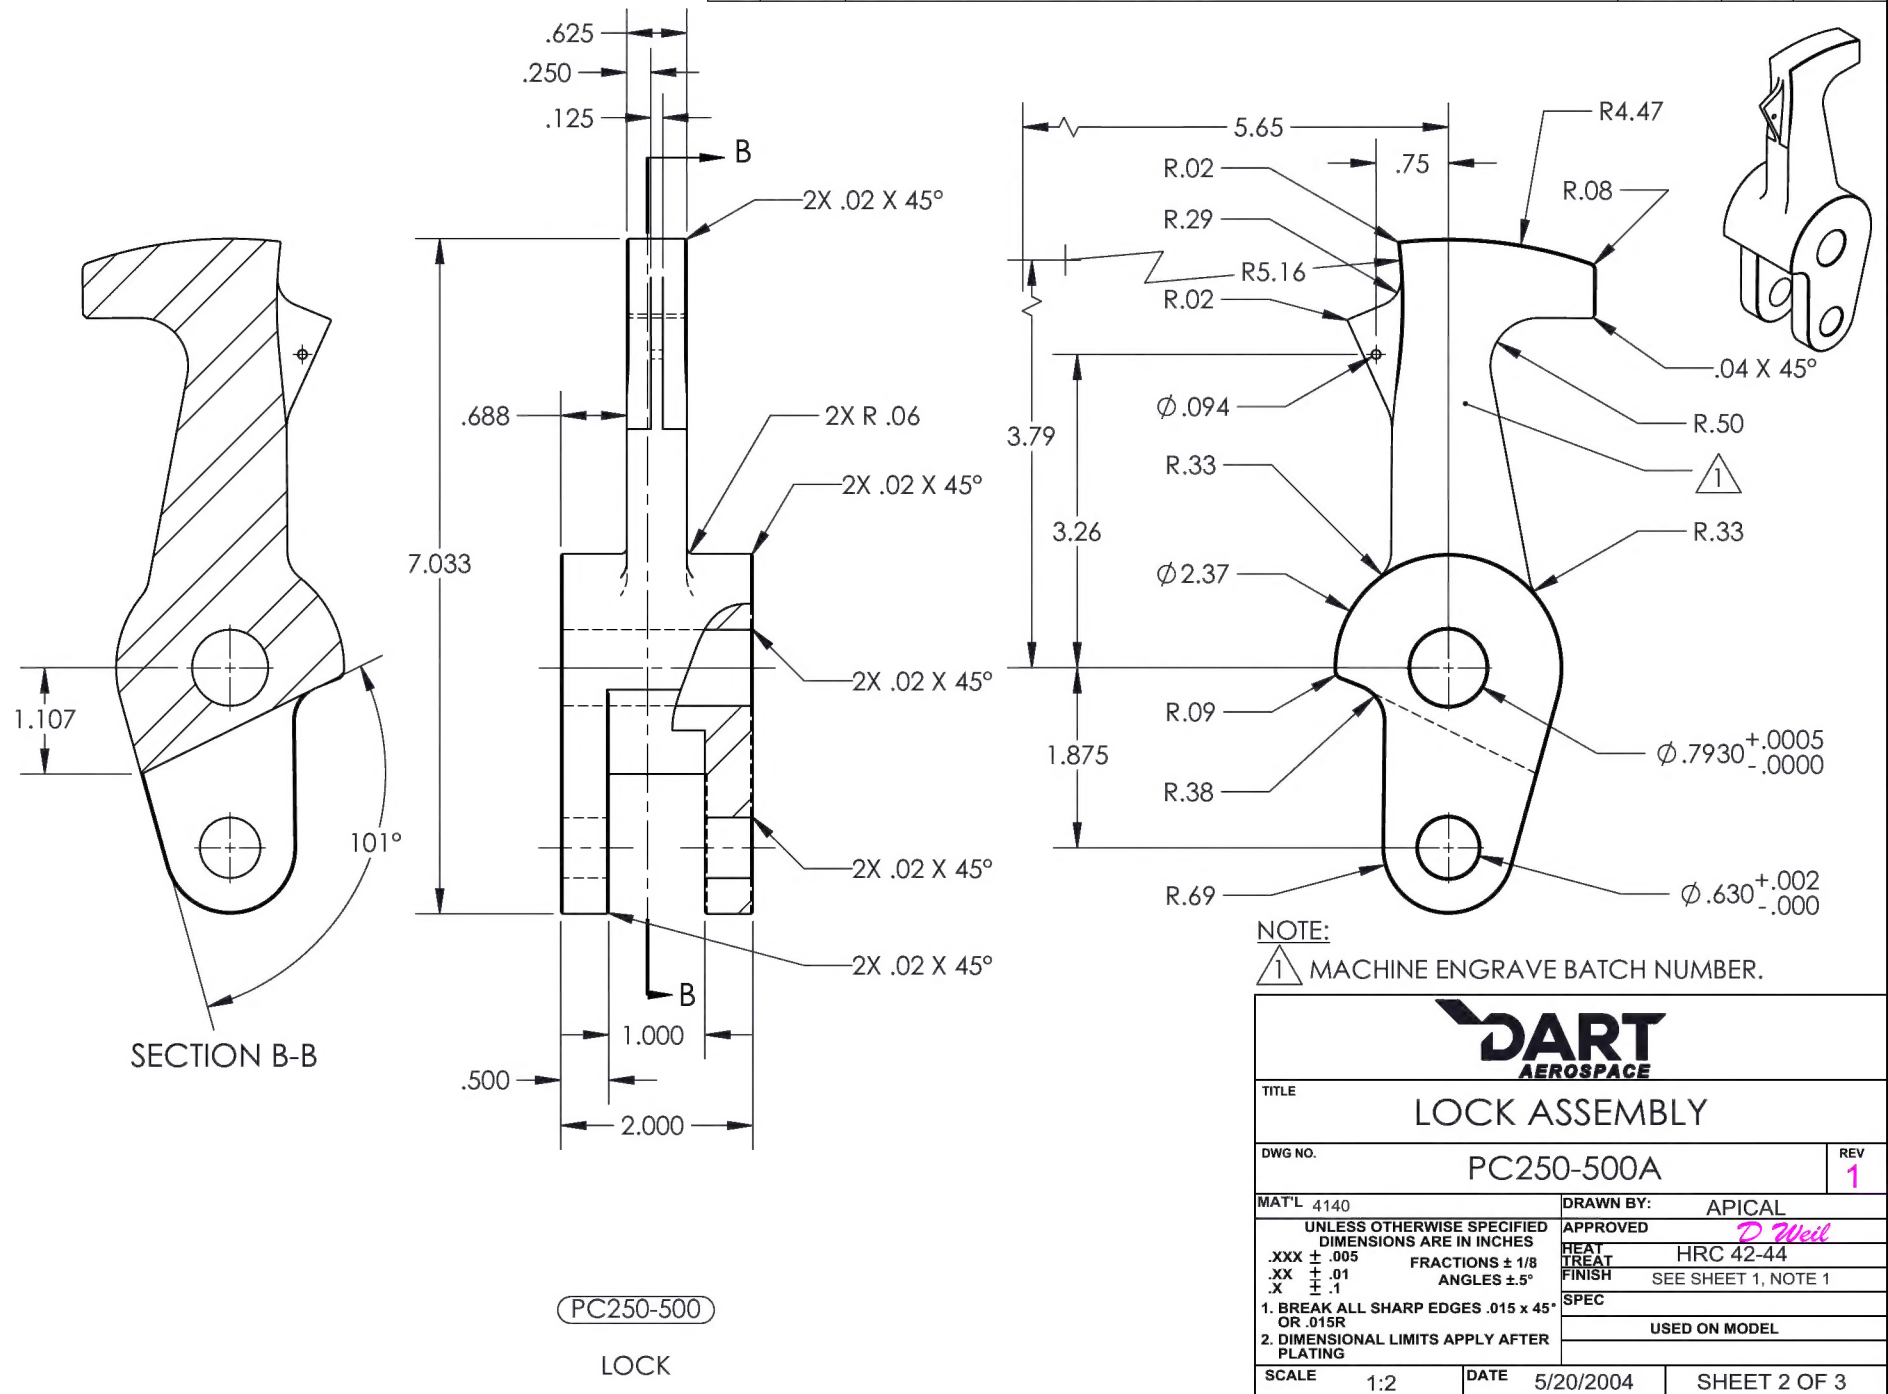 .625
.250
.125
B
2X .02 X 45°
.688
2X R .06
2X .02 X 45°
7.033
2X .02 X 45°
2X .02 X 45°
2X .02 X 45°
B
1.000
.500
2.000
1.107
101°
SECTION B-B
5.65
.75
R4.47
R.02
R.08
R.29
R5.16
R.02
.04 X 45°
Ø.094
R.50
3.79
R.33
1
3.26
R.33
Ø2.37
R.09
1.875
Ø.7930 +.0005
-.0000
R.38
R.69
Ø.630 +.002
-.000
NOTE:
1 MACHINE ENGRAVE BATCH NUMBER.
DART
AEROSPACE
TITLE
LOCK ASSEMBLY
DWG NO.
PC250-500A
REV
1
MAT'L 4140
DRAWN BY: APICAL
UNLESS OTHERWISE SPECIFIED
DIMENSIONS ARE IN INCHES
.XXX ± .005
FRACTIONS ± 1/8
.XX ± .01
ANGLES ±.5°
.X ± .1
1. BREAK ALL SHARP EDGES .015 x 45°
OR .015R
2. DIMENSIONAL LIMITS APPLY AFTER
PLATING
APPROVED D Weil
HEAT
TREAT HRC 42-44
FINISH SEE SHEET 1, NOTE 1
SPEC
USED ON MODEL
SCALE 1:2
DATE 5/20/2004
SHEET 2 OF 3
PC250-500
LOCK